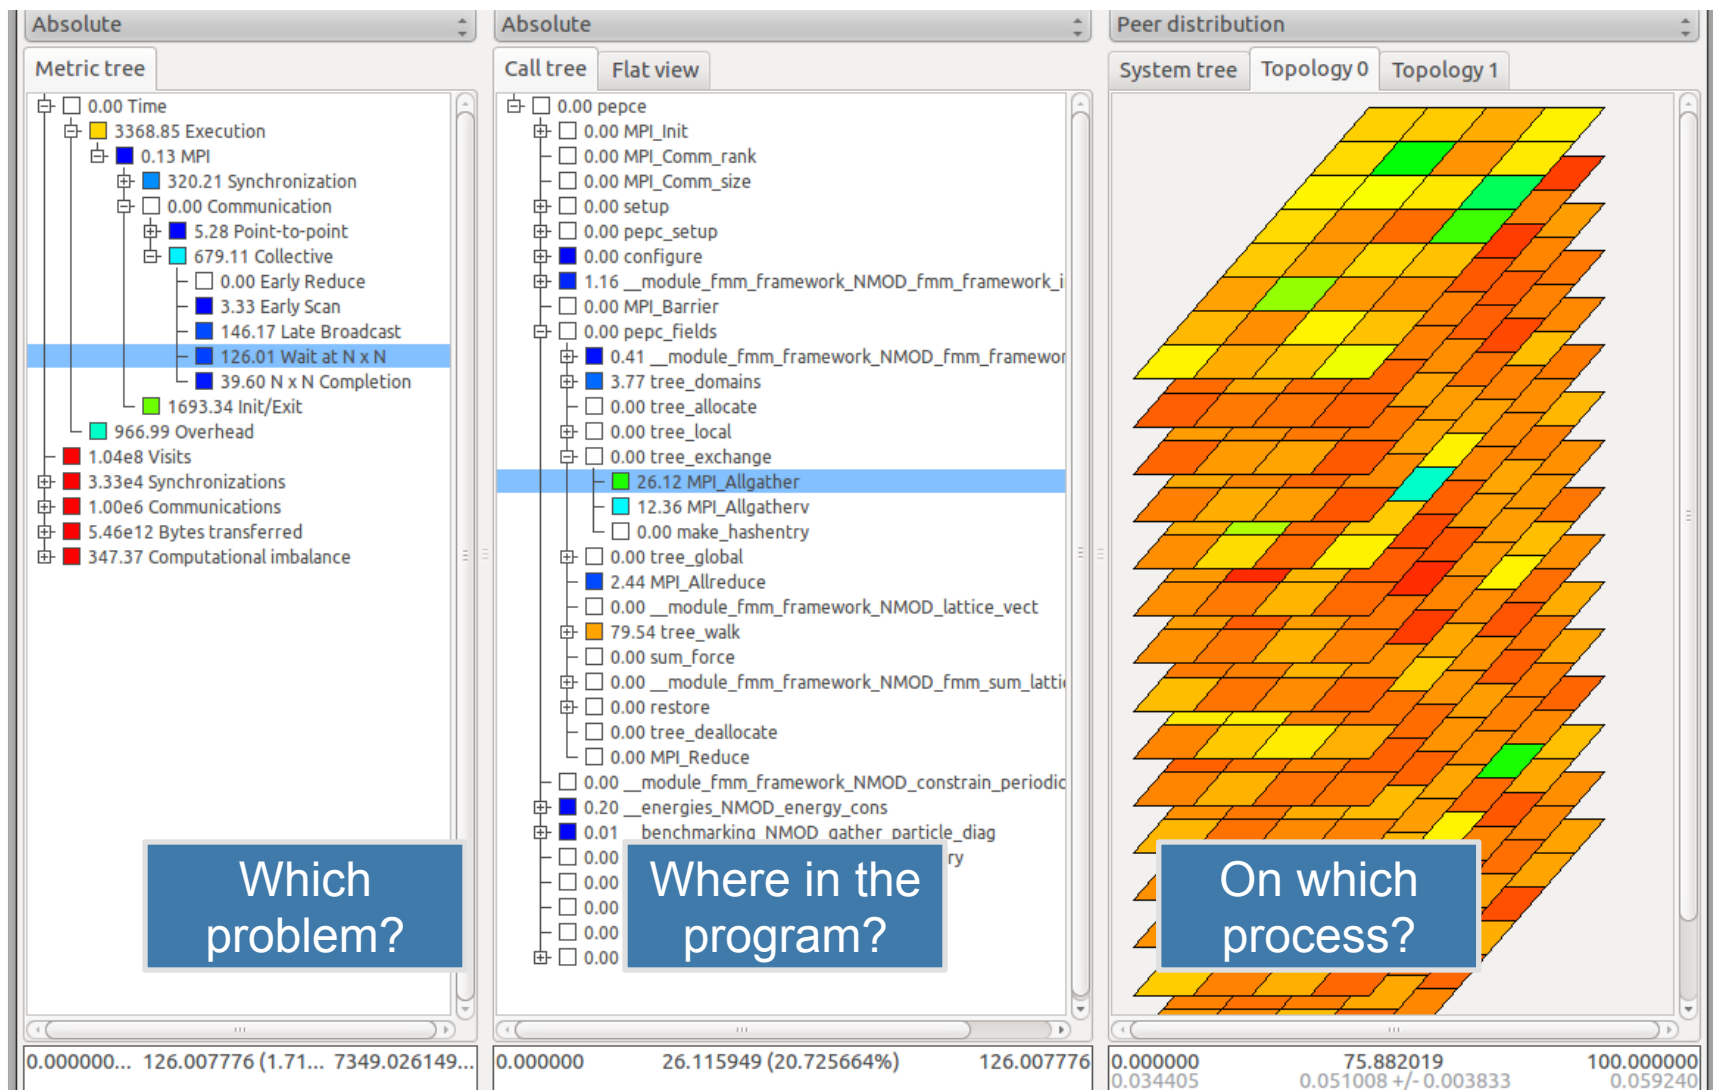 Absolute
Metric tree
0.00 Time
3368.85 Execution
0.13 MPI
320.21 Synchronization
0.00 Communication
5.28 Point-to-point
679.11 Collective
0.00 Early Reduce
3.33 Early Scan
146.17 Late Broadcast
126.01 Wait at N x N
39.60 N x N Completion
1693.34 Init/Exit
966.99 Overhead
1.04e8 Visits
3.33e4 Synchronizations
1.00e6 Communications
5.46e12 Bytes transferred
347.37 Computational imbalance
Which
problem?
0.000000... 126.007776 (1.71... 7349.026149...
Absolute
Call tree Flat view
0.00 pepce
0.00 MPI_Init
0.00 MPI_Comm_rank
0.00 MPI_Comm_size
0.00 setup
0.00 pepc_setup
0.00 configure
1.16 __module_fmm_framework_NMOD_fmm_framework_i
0.00 MPI_Barrier
0.00 pepc_fields
0.41 __module_fmm_framework_NMOD_fmm_framewor
3.77 tree_domains
0.00 tree_allocate
0.00 tree_local
0.00 tree_exchange
26.12 MPI_Allgather
12.36 MPI_Allgatherv
0.00 make_hashentry
0.00 tree_global
2.44 MPI_Allreduce
0.00 __module_fmm_framework_NMOD_lattice_vect
79.54 tree_walk
0.00 sum_force
0.00 __module_fmm_framework_NMOD_fmm_sum_latti
0.00 restore
0.00 tree_deallocate
0.00 MPI_Reduce
0.00 __module_fmm_framework_NMOD_constrain_periodic
0.20 __energies_NMOD_energy_cons
0.01 __benchmarking_NMOD_gather_particle_diag
0.00 ry
0.00
0.00
0.00
0.00
Where in the
program?
0.000000 26.115949 (20.725664%) 126.007776
Peer distribution
System tree Topology 0 Topology 1
On which
process?
0.000000 75.882019 100.000000
0.034405 0.051008 +/- 0.003833 0.059240